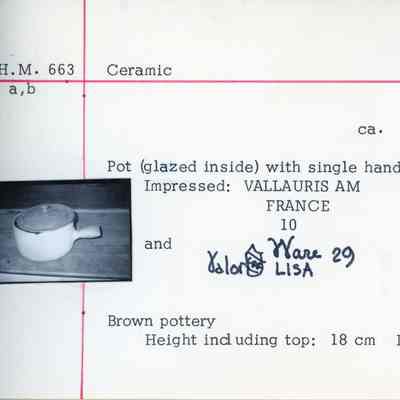 H.M. 663 Ceramic
a,b
ca.
Pot (glazed inside) with single hand
Impressed: VALLAURIS AM
FRANCE
10
and
Valor Ware 29
LISA
Brown pottery
Height including top: 18 cm